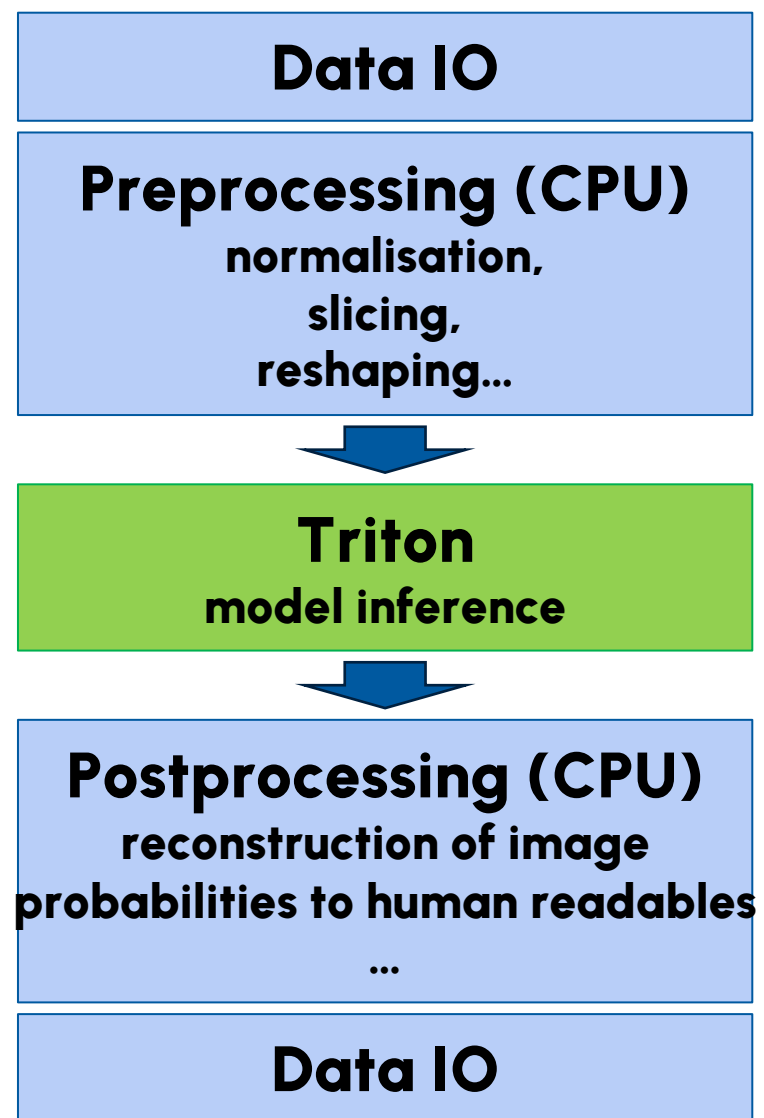 Data IO
Preprocessing (CPU)
normalisation,
slicing,
reshaping...
Triton
model inference
Postprocessing (CPU)
reconstruction of image
probabilities to human readables
...
Data IO